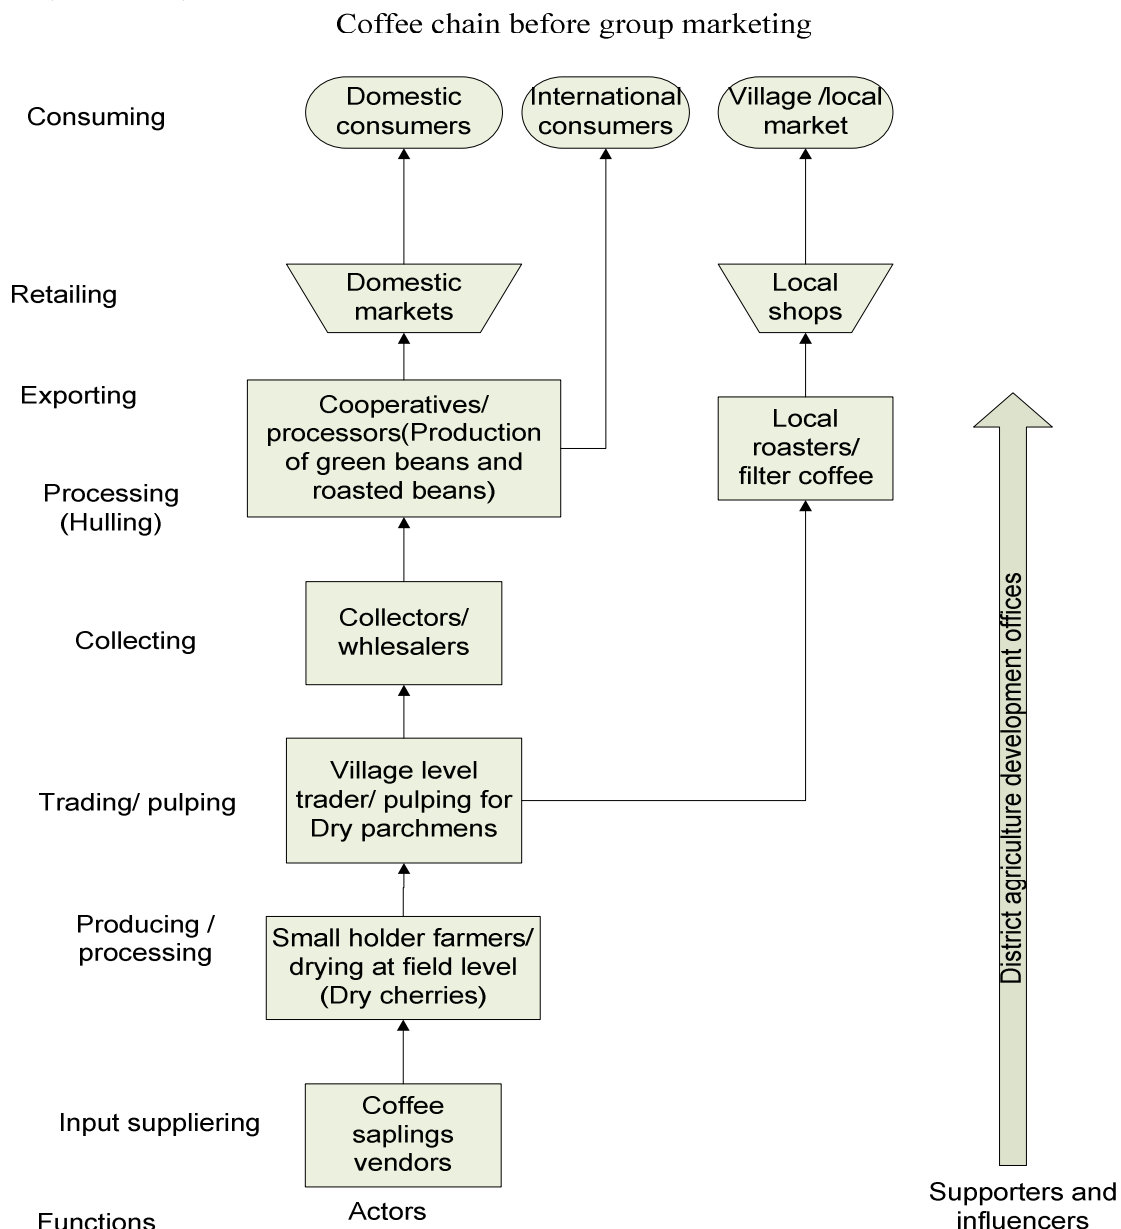 Coffee chain before group marketing
Consuming
Domestic
consumers
International
consumers
Village /local
market
Retailing
Domestic
markets
Local
shops
Exporting
Processing
(Hulling)
Cooperatives/
processors(Production
of green beans and
roasted beans)
Local
roasters/
filter coffee
Collecting
Collectors/
whlesalers
Trading/ pulping
Village level
trader/ pulping for
Dry parchmens
Producing /
processing
Small holder farmers/
drying at field level
(Dry cherries)
Input suppliering
Coffee
saplings
vendors
District agriculture development offices
Functions
Actors
Supporters and
influencers